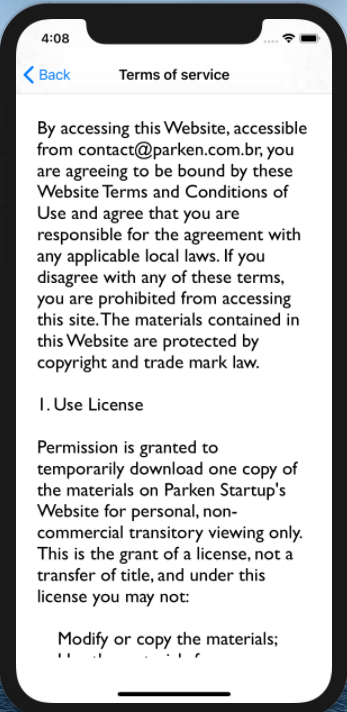 4:08
Back
Terms of service
By accessing this Website, accessible
from contact@parken.com.br, you
are agreeing to be bound by these
Website Terms and Conditions of
Use and agree that you are
responsible for the agreement with
any applicable local laws. If you
disagree with any of these terms,
you are prohibited from accessing
this site. The materials contained in
this Website are protected by
copyright and trade mark law.
1. Use License
Permission is granted to
temporarily download one copy of
the materials on Parken Startup's
Website for personal, non-
commercial transitory viewing only.
This is the grant of a license, not a
transfer of title, and under this
license you may not:
Modify or copy the materials;